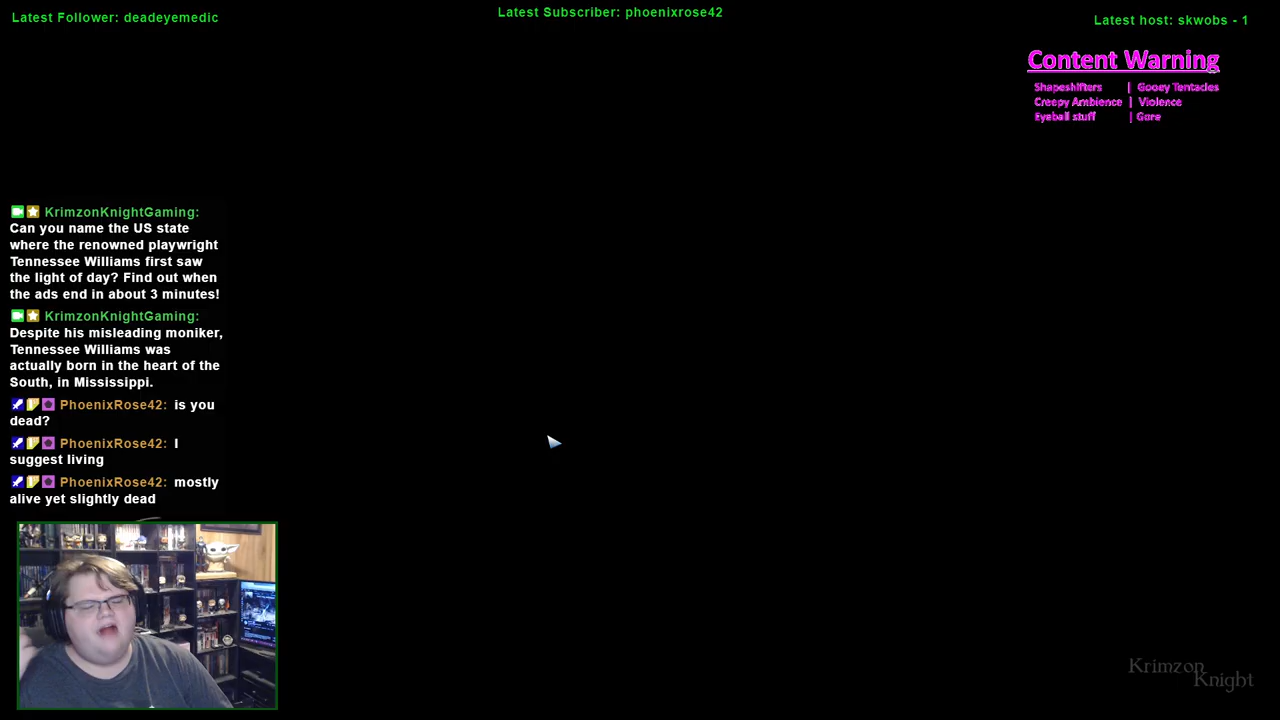 Latest Follower: deadeyemedic
Latest Subscriber: phoenixrose42
Latest host: skwobs - 1
Content Warning
Shapeshifters | Gooey Tentacles
Creepy Ambience | Violence
Eyeball stuff | Gore
KrimzonKnightGaming:
Can you name the US state
where the renowned playwright
Tennessee Williams first saw
the light of day? Find out when
the ads end in about 3 minutes!
KrimzonKnightGaming:
Despite his misleading moniker,
Tennessee Williams was
actually born in the heart of the
South, in Mississippi.
PhoenixRose42: is you
dead?
PhoenixRose42: I
suggest living
PhoenixRose42: mostly
alive yet slightly dead
Krimzon
Knight